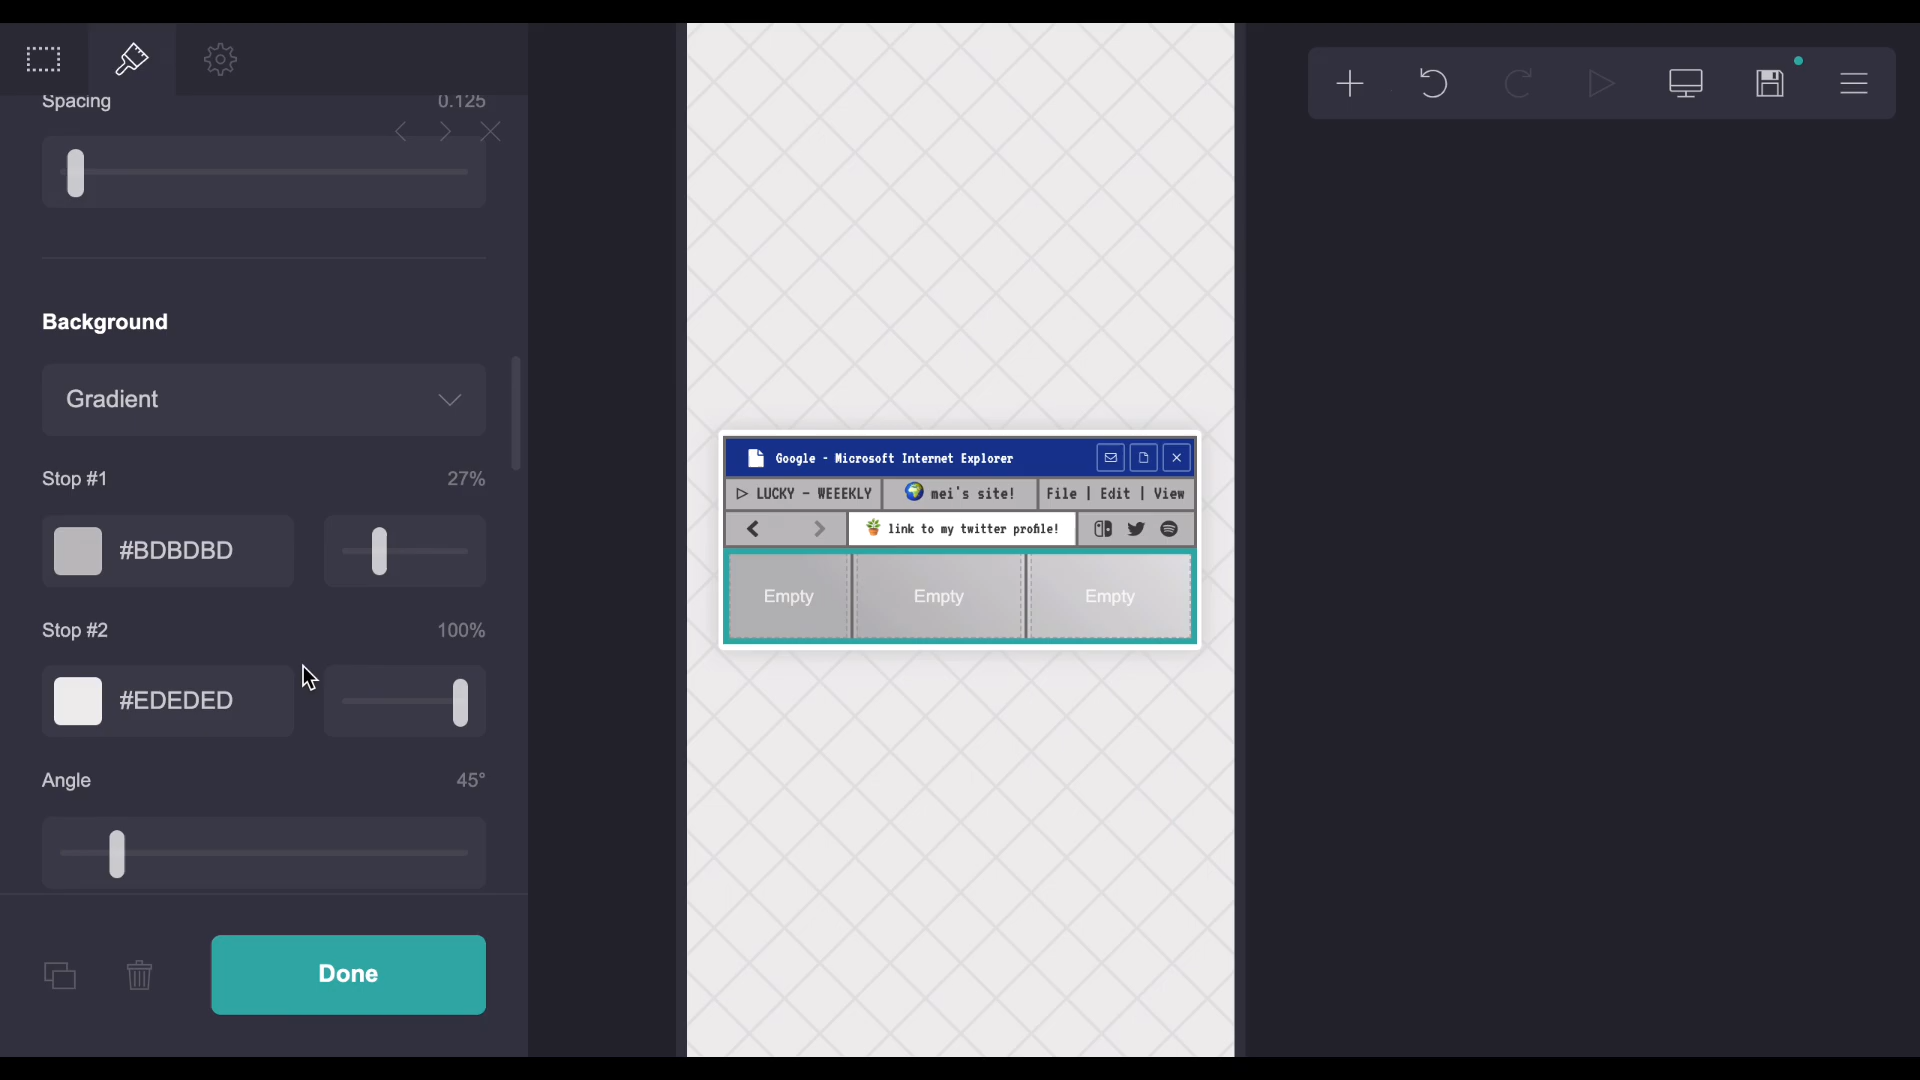 Spacing 0.125
Background
Gradient
Stop #1 27%
#BDBDBD
Stop #2 100%
#EDEDED
Angle 45°
Done
Google - Microsoft Internet Explorer
LUCKY - WEEEKLY mei's site! File | Edit | View
link to my twitter profile!
Empty Empty Empty